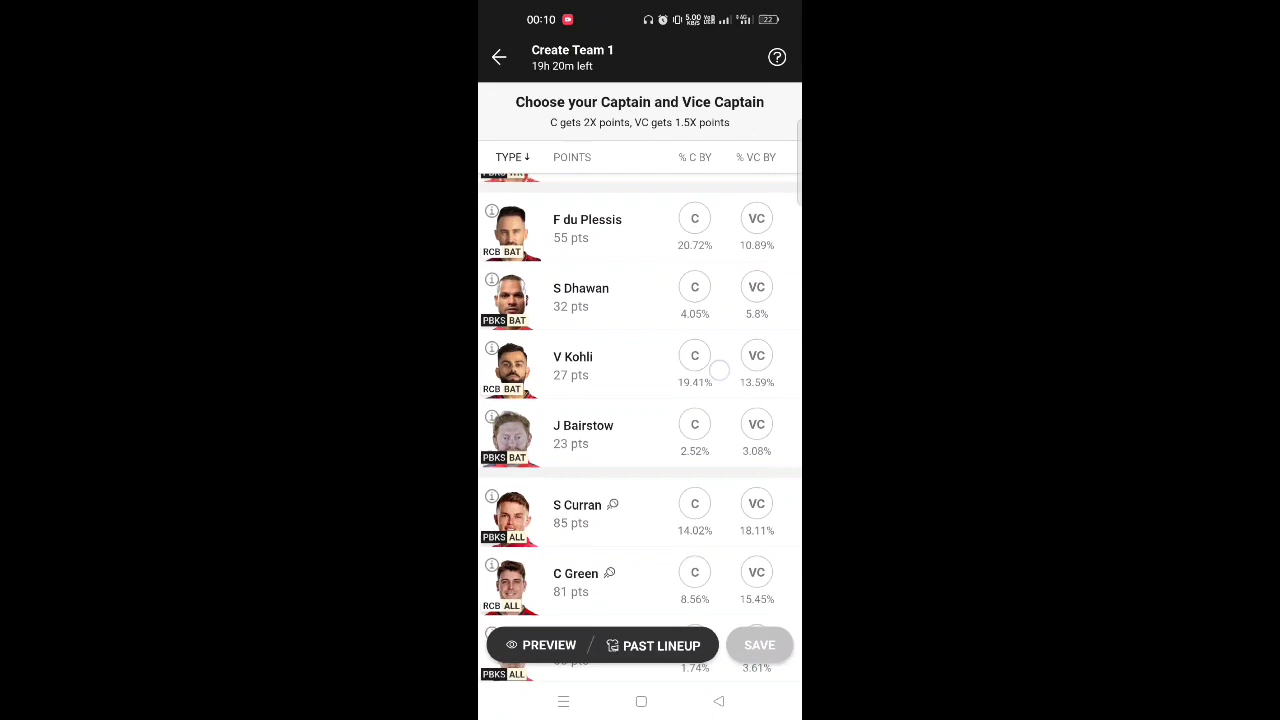 00:10 5.00 KB/S 4G 22
Create Team 1
19h 20m left
Choose your Captain and Vice Captain
C gets 2X points, VC gets 1.5X points
TYPE↓ POINTS % C BY % VC BY
F du Plessis
55 pts
C VC
20.72% 10.89%
RCB BAT
S Dhawan
32 pts
C VC
4.05% 5.8%
PBKS BAT
V Kohli
27 pts
C VC
19.41% 13.59%
RCB BAT
J Bairstow
23 pts
C VC
2.52% 3.08%
PBKS BAT
S Curran
85 pts
C VC
14.02% 18.11%
PBKS ALL
C Green
81 pts
C VC
8.56% 15.45%
RCB ALL
PREVIEW / PAST LINEUP SAVE
1.74% 3.61%
PBKS ALL